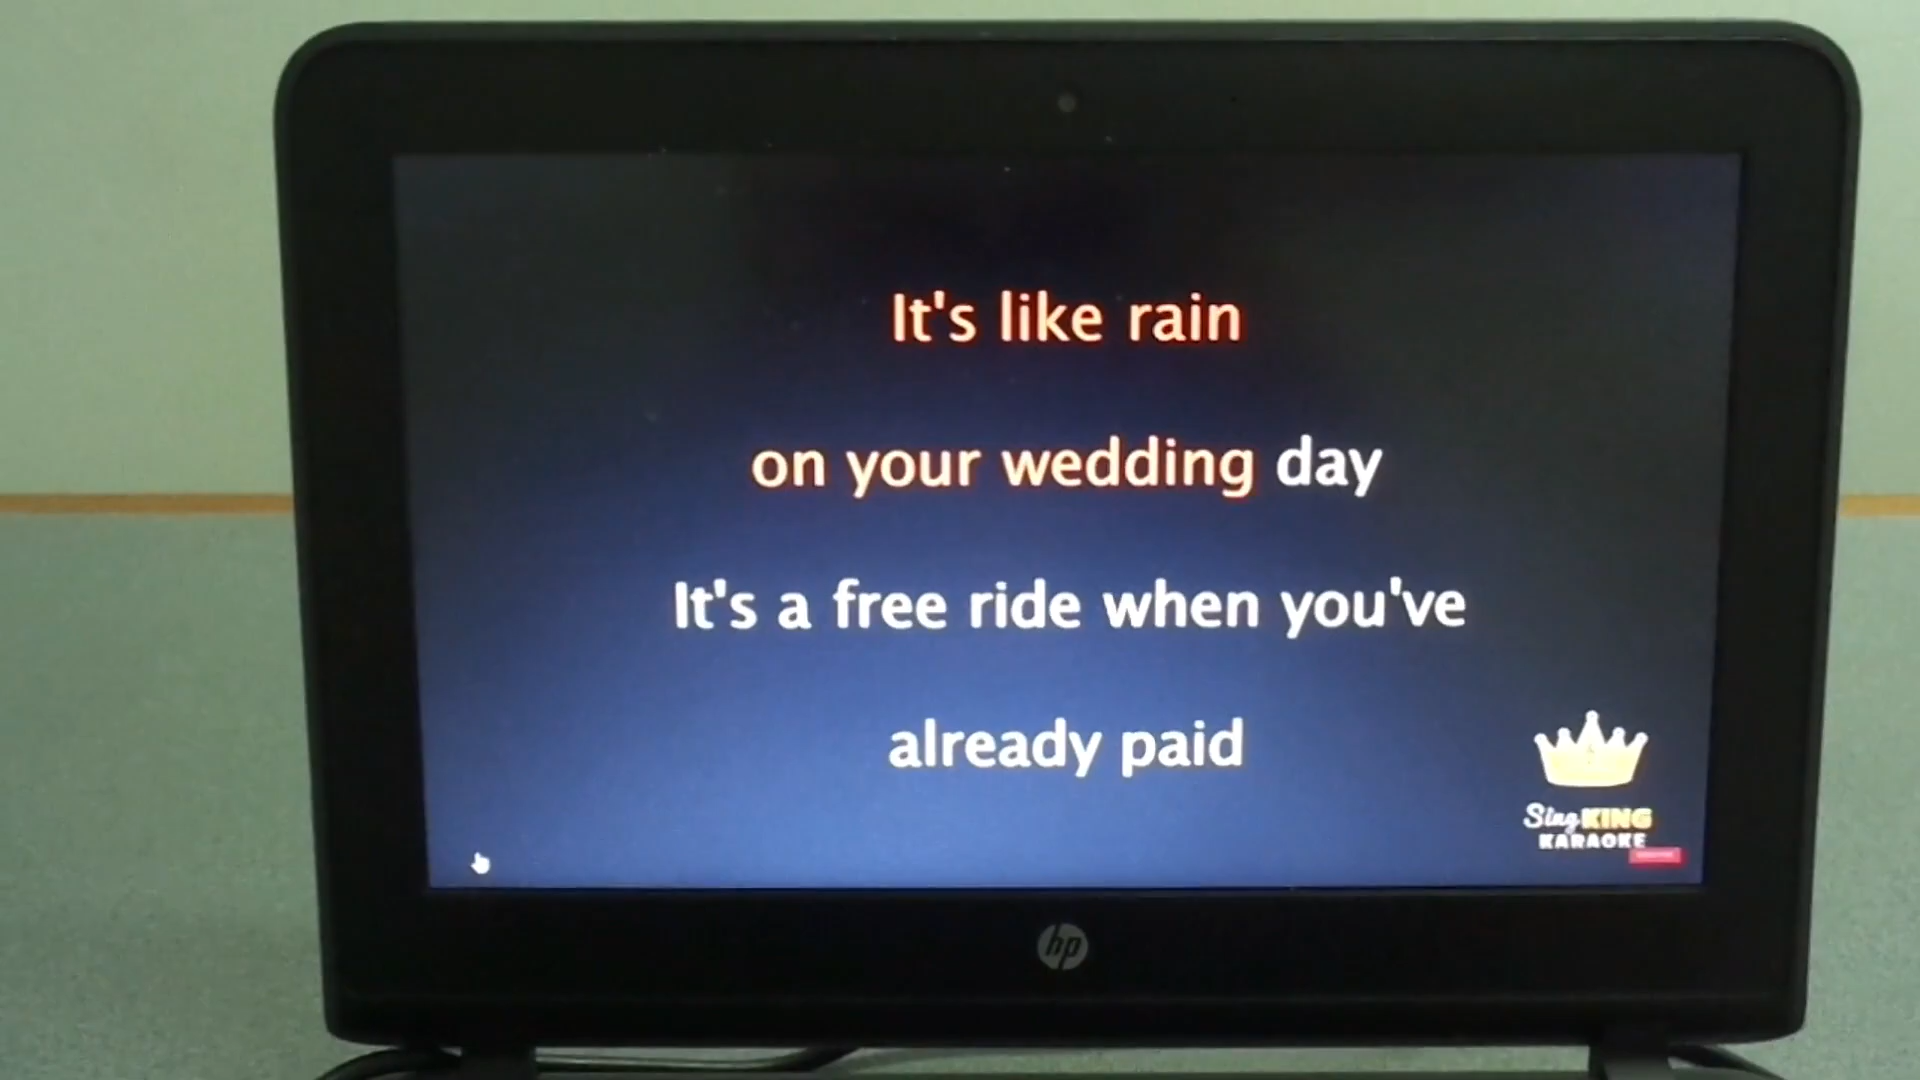 It's like rain
on your wedding day
It's a free ride when you've
already paid
Sing KING
KARAOKE
hp